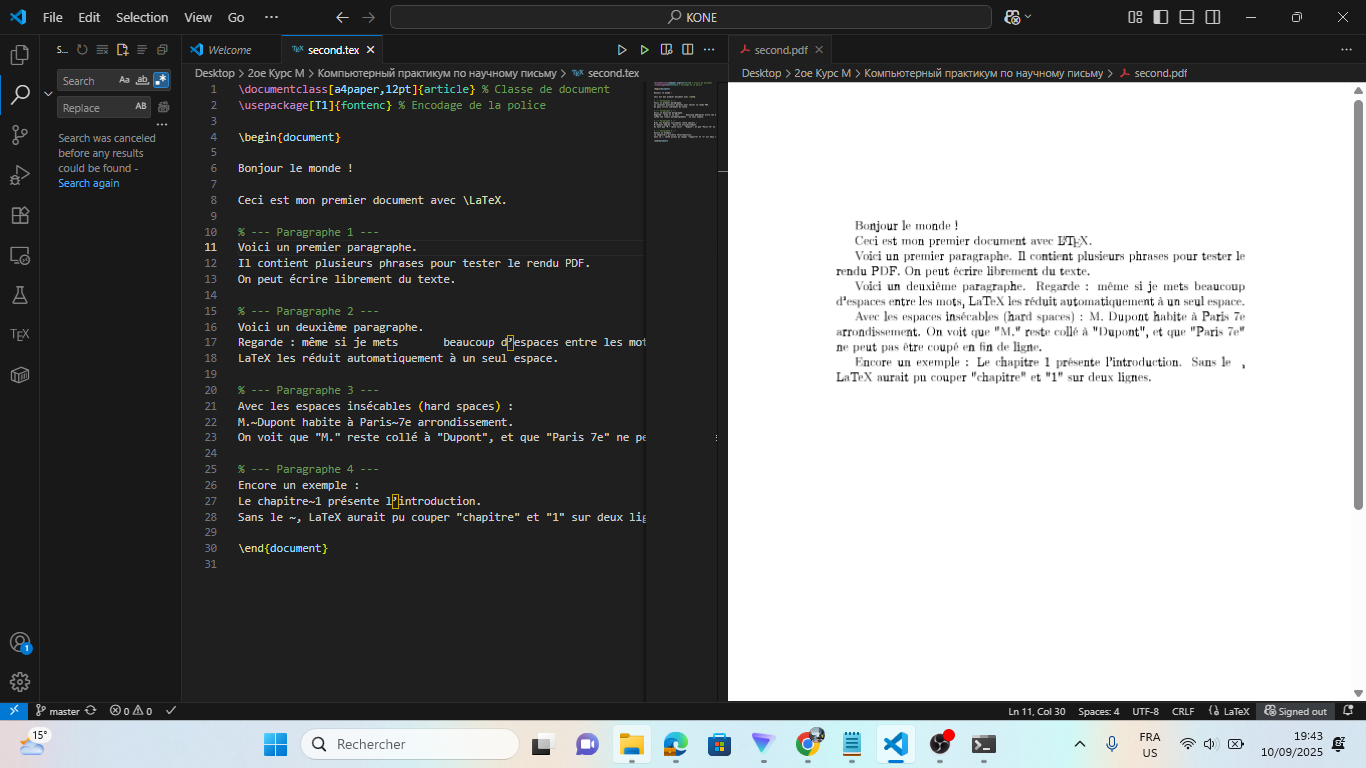 File Edit Selection View Go ··· KONE
S... Welcome second.tex second.pdf
Search Aa ab .*
Replace AB
Search was canceled
before any results
could be found -
Search again
Desktop > 2ое Курс М > Компьютерный практикум по научному письму > second.tex
1 \documentclass[a4paper,12pt]{article} % Classe de document
2 \usepackage[T1]{fontenc} % Encodage de la police
3
4 \begin{document}
5
6 Bonjour le monde !
7
8 Ceci est mon premier document avec \LaTeX.
9
10 % --- Paragraphe 1 ---
11 Voici un premier paragraphe.
12 Il contient plusieurs phrases pour tester le rendu PDF.
13 On peut écrire librement du texte.
14
15 % --- Paragraphe 2 ---
16 Voici un deuxième paragraphe.
17 Regarde : même si je mets       beaucoup d’espaces entre les mot
18 LaTeX les réduit automatiquement à un seul espace.
19
20 % --- Paragraphe 3 ---
21 Avec les espaces insécables (hard spaces) :
22 M.~Dupont habite à Paris~7e arrondissement.
23 On voit que "M." reste collé à "Dupont", et que "Paris 7e" ne pe
24
25 % --- Paragraphe 4 ---
26 Encore un exemple :
27 Le chapitre~1 présente l’introduction.
28 Sans le ~, LaTeX aurait pu couper "chapitre" et "1" sur deux lig
29
30 \end{document}
31
Desktop > 2ое Курс М > Компьютерный практикум по научному письму > second.pdf
Bonjour le monde !
Ceci est mon premier document avec LATEX.
Voici un premier paragraphe. Il contient plusieurs phrases pour tester le
rendu PDF. On peut écrire librement du texte.
Voici un deuxième paragraphe. Regarde : même si je mets beaucoup
d’espaces entre les mots, LaTeX les réduit automatiquement à un seul espace.
Avec les espaces insécables (hard spaces) : M. Dupont habite à Paris 7e
arrondissement. On voit que "M." reste collé à "Dupont", et que "Paris 7e"
ne peut pas être coupé en fin de ligne.
Encore un exemple : Le chapitre 1 présente l’introduction. Sans le ,
LaTeX aurait pu couper "chapitre" et "1" sur deux lignes.
TEX
1
master 0 0 Ln 11, Col 30 Spaces: 4 UTF-8 CRLF LaTeX Signed out
15° Rechercher FRA 19:43
US 10/09/2025